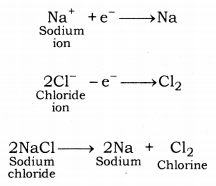 Na⁺ + e⁻ ⟶ Na
Sodium
ion
2Cl⁻ – e⁻ ⟶ Cl₂
Chloride
ion
2NaCl ⟶ 2Na + Cl₂
Sodium Sodium Chlorine
chloride